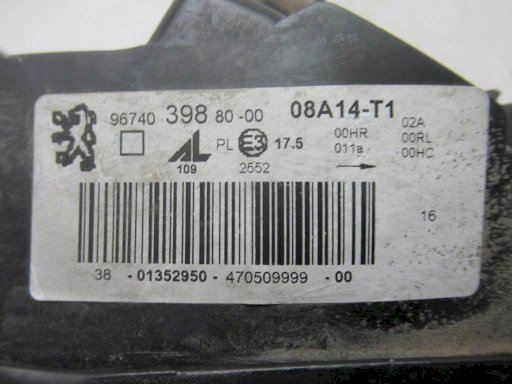 96740 398 80-00 08A14-T1
AL PL E3 17.5 00HR 02A
109 2552 011a 00RL
00HC
16
38 - 01352950 - 470509999 - 00